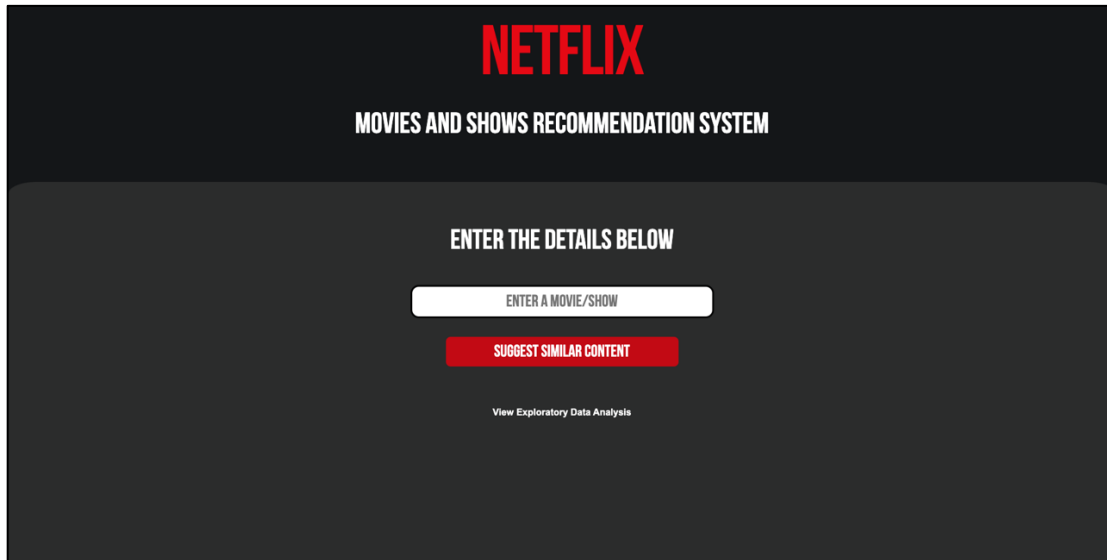 NETFLIX
MOVIES AND SHOWS RECOMMENDATION SYSTEM
ENTER THE DETAILS BELOW
ENTER A MOVIE/SHOW
SUGGEST SIMILAR CONTENT
View Exploratory Data Analysis